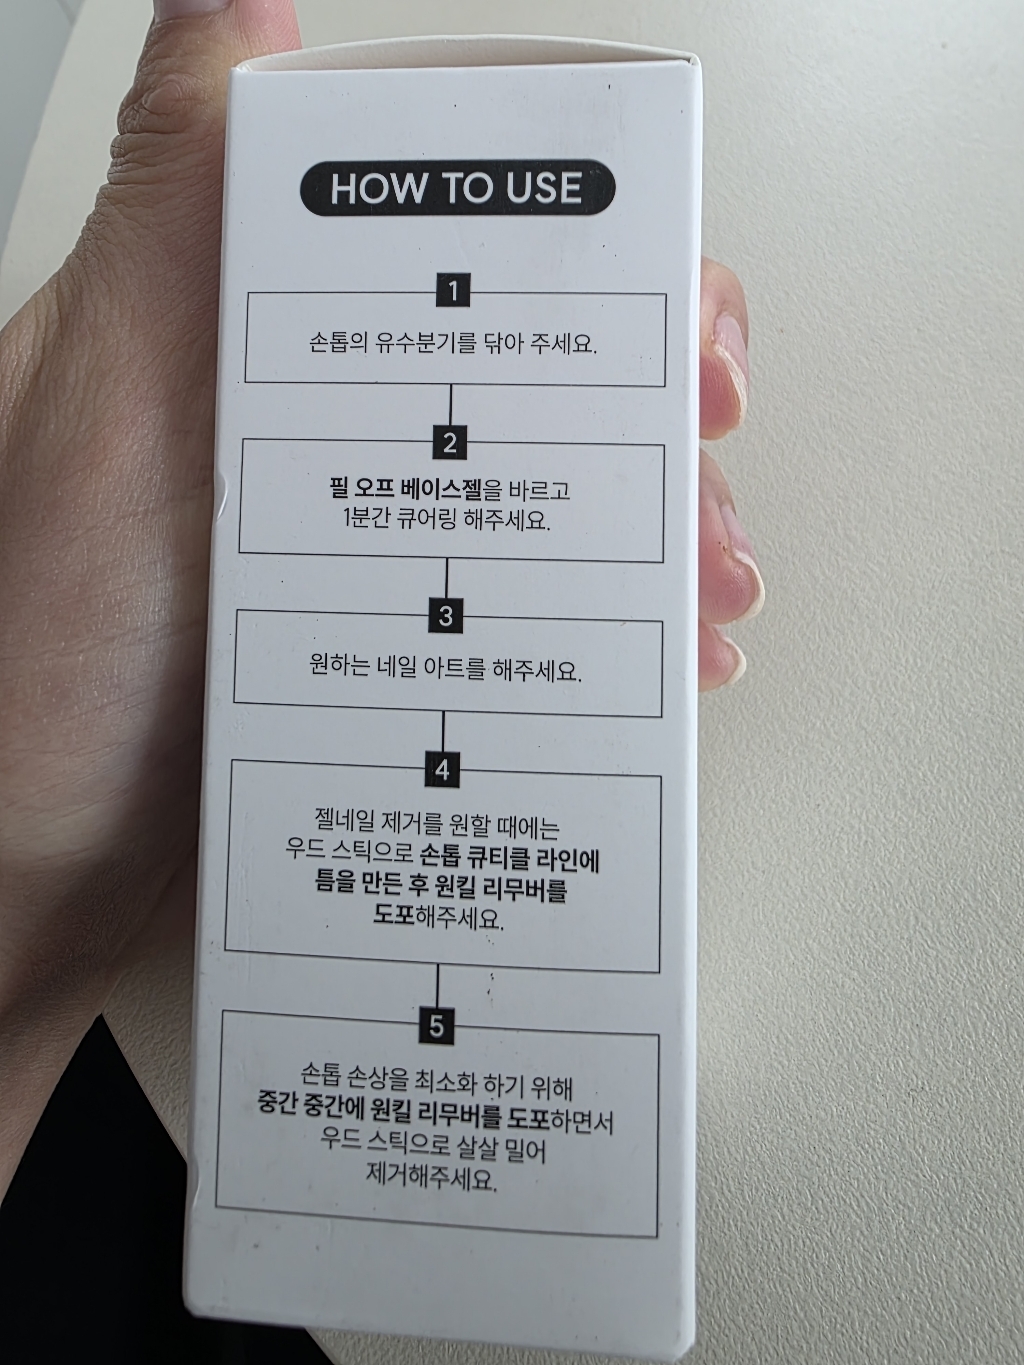 HOW TO USE
1
손톱의 유수분기를 닦아 주세요.
2
필 오프 베이스젤을 바르고
1분간 큐어링 해주세요.
3
원하는 네일 아트를 해주세요.
4
젤네일 제거를 원할 때에는
우드 스틱으로 손톱 큐티클 라인에
틈을 만든 후 원킬 리무버를
도포해주세요.
5
손톱 손상을 최소화 하기 위해
중간 중간에 원킬 리무버를 도포하면서
우드 스틱으로 살살 밀어
제거해주세요.